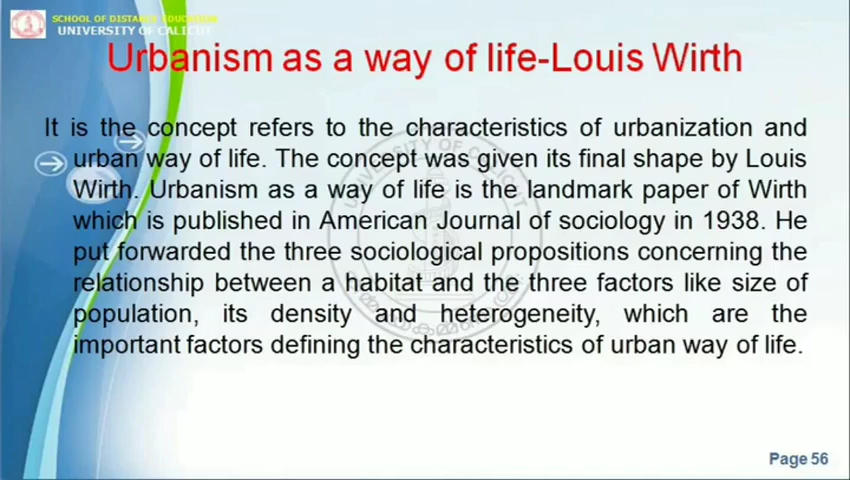 SCHOOL OF DISTANCE EDUCATION
UNIVERSITY OF CALICUT
Urbanism as a way of life-Louis Wirth
It is the concept refers to the characteristics of urbanization and
urban way of life. The concept was given its final shape by Louis
Wirth. Urbanism as a way of life is the landmark paper of Wirth
which is published in American Journal of sociology in 1938. He
put forwarded the three sociological propositions concerning the
relationship between a habitat and the three factors like size of
population, its density and heterogeneity, which are the
important factors defining the characteristics of urban way of life.
UNIVERSITY OF CALICUT
Page 56